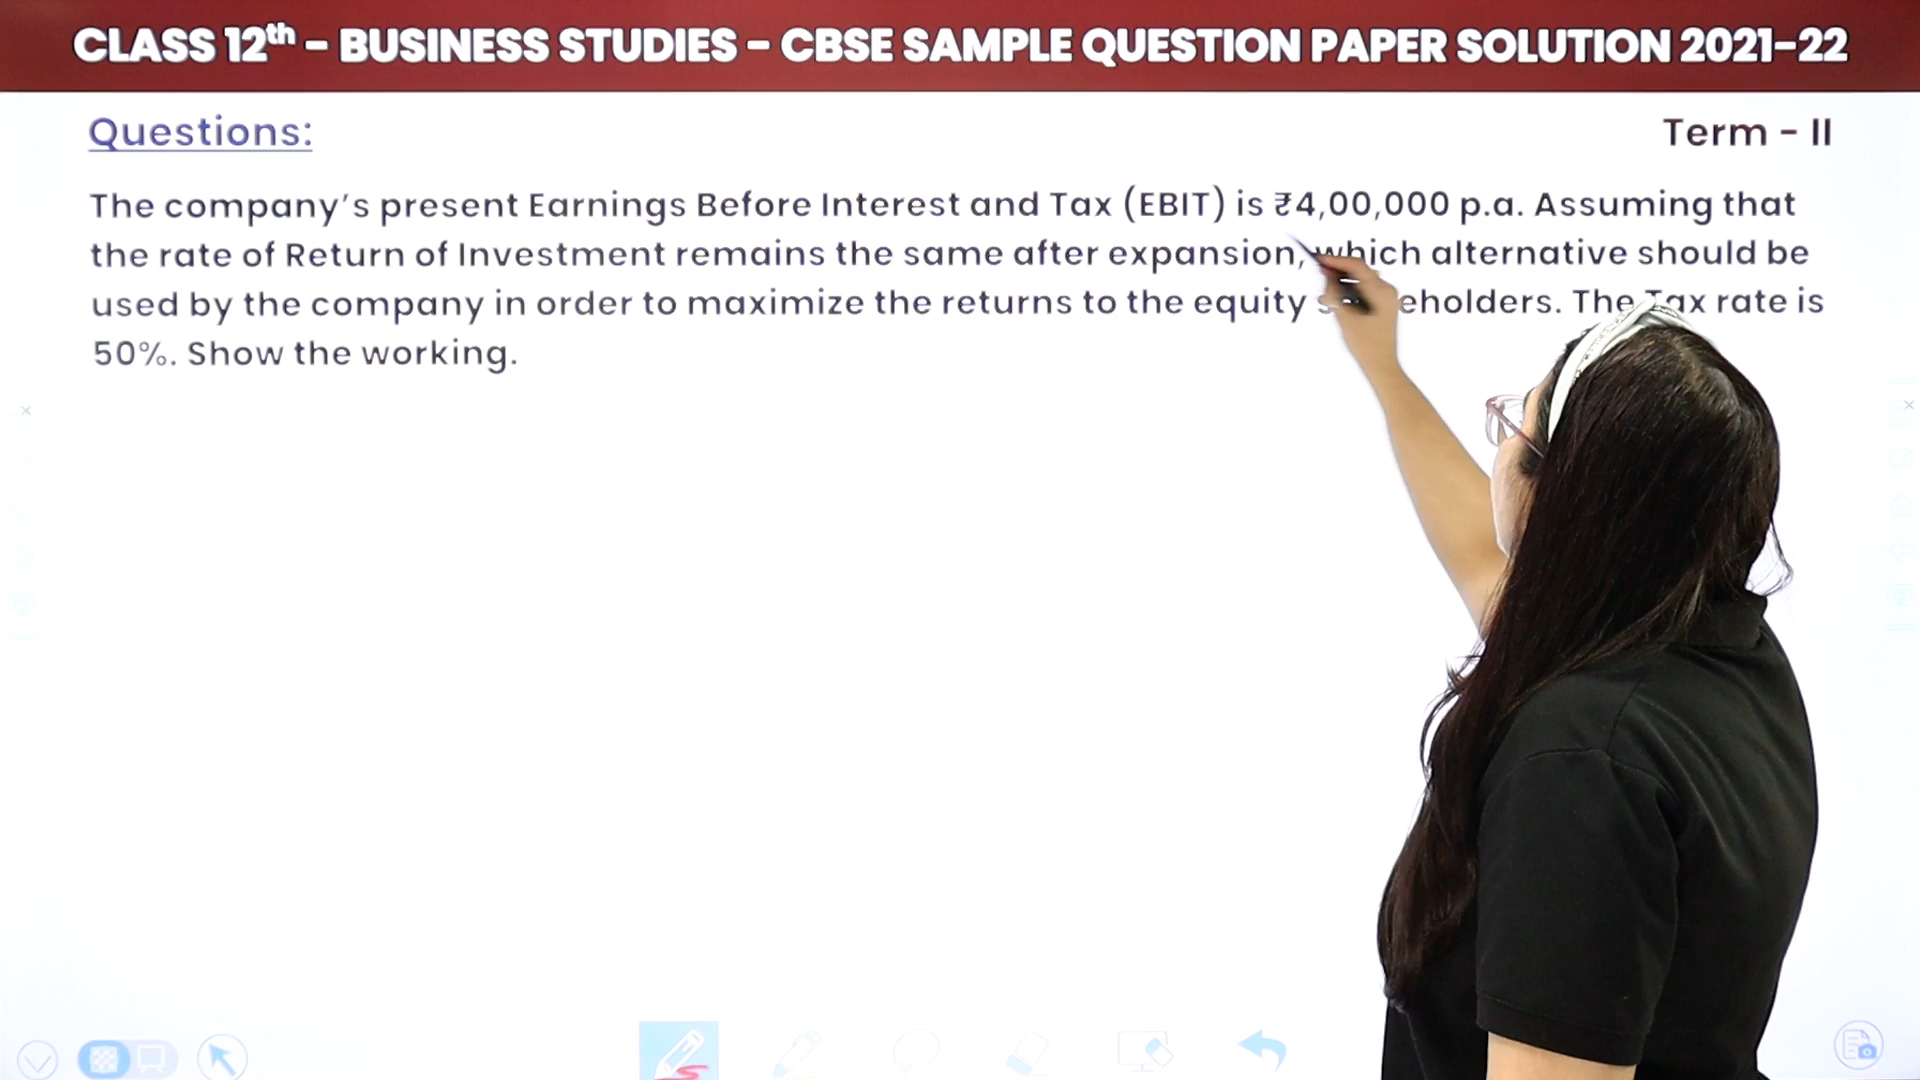 CLASS 12th – BUSINESS STUDIES – CBSE SAMPLE QUESTION PAPER SOLUTION 2021–22
Questions:
Term – II
The company’s present Earnings Before Interest and Tax (EBIT) is ₹4,00,000 p.a. Assuming that
the rate of Return of Investment remains the same after expansion, which alternative should be
used by the company in order to maximize the returns to the equity eholders. The Tax rate is
50%. Show the working.